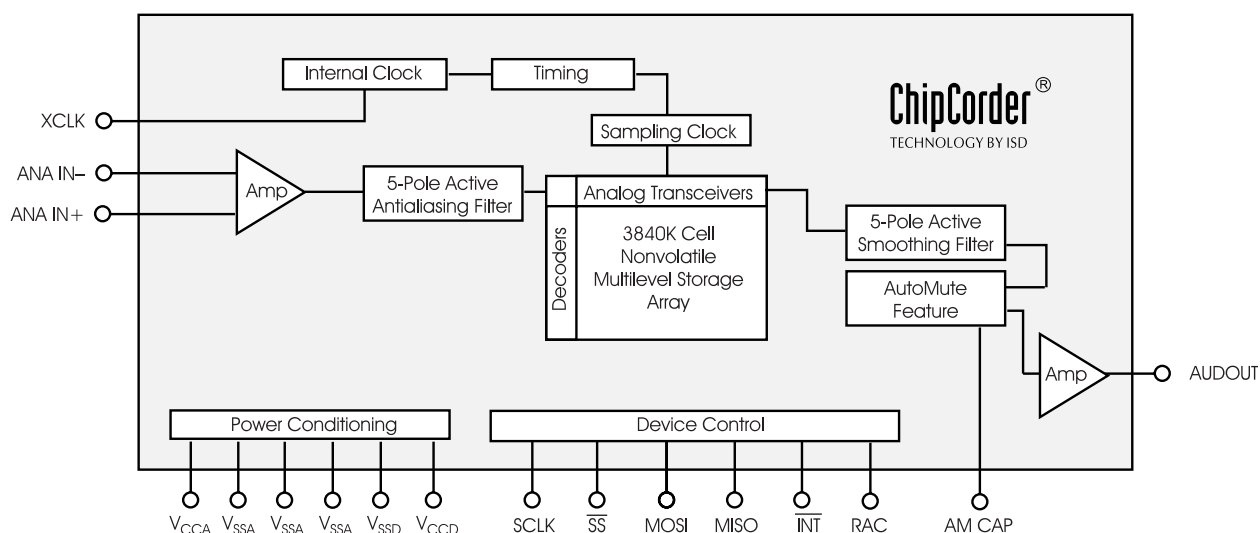 Internal Clock
Timing
ChipCorder®
TECHNOLOGY BY ISD
XCLK
Sampling Clock
ANA IN–
Amp
5-Pole Active
Antialiasing Filter
Analog Transceivers
ANA IN+
Decoders
3840K Cell
Nonvolatile
Multilevel Storage
Array
5-Pole Active
Smoothing Filter
AutoMute
Feature
Amp
AUDOUT
Power Conditioning
Device Control
VCCA VSSA VSSA VSSA VSSD VCCD SCLK S̅S̅ MOSI MISO I̅N̅T̅ RAC AM CAP